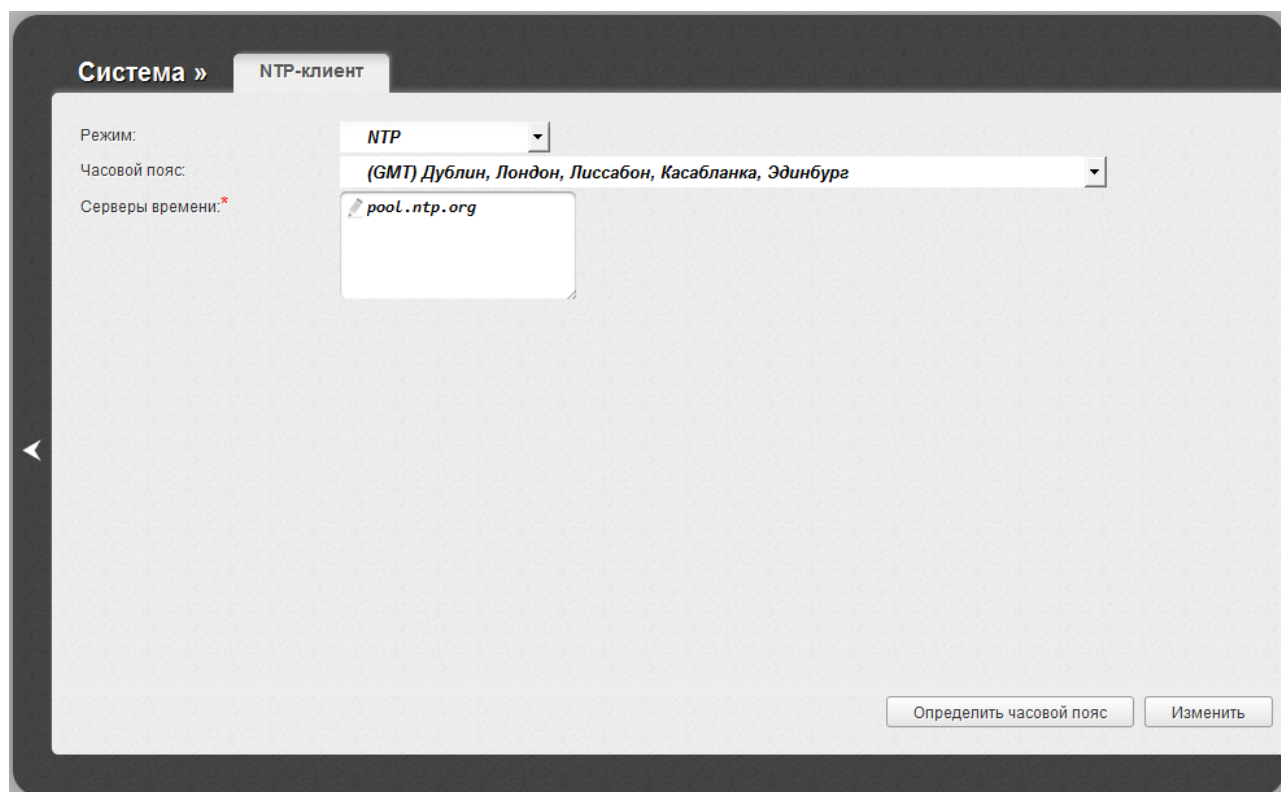 Система »
NTP-клиент
Режим: NTP
Часовой пояс: (GMT) Дублин, Лондон, Лиссабон, Касабланка, Эдинбург
Серверы времени:* pool.ntp.org
Определить часовой пояс
Изменить